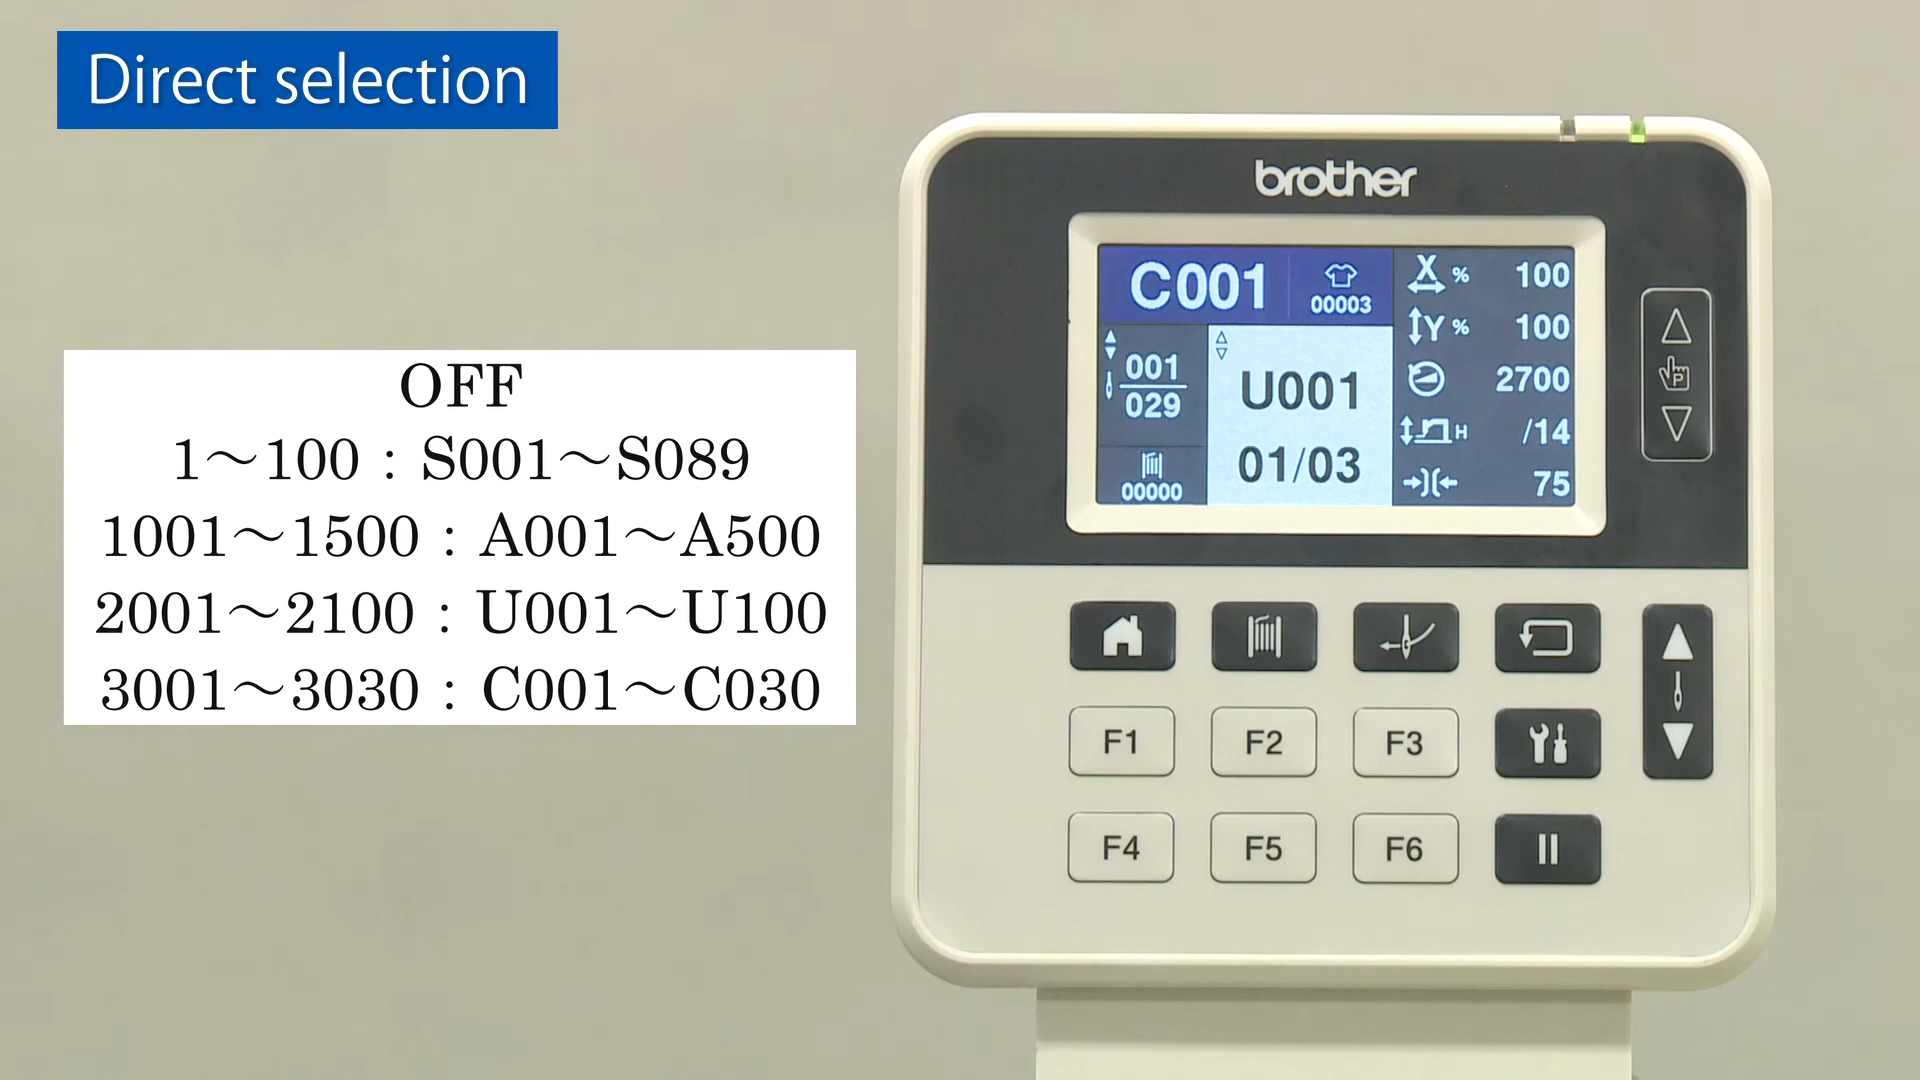 Direct selection
OFF
1～100 : S001～S089
1001～1500 : A001～A500
2001～2100 : U001～U100
3001～3030 : C001～C030
brother
C001
00003
001
029
00000
U001
01/03
X % 100
Y % 100
2700
H /14
75
P
F1 F2 F3
F4 F5 F6